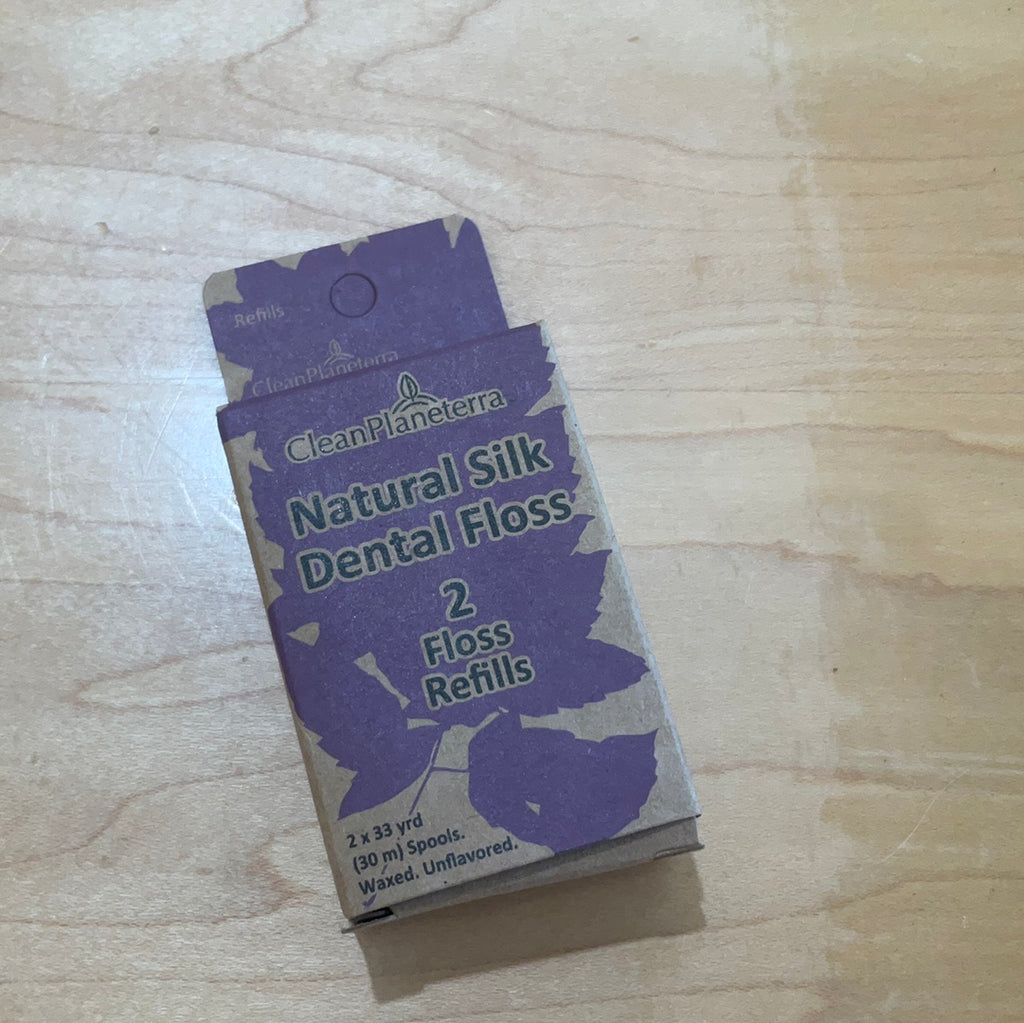 Refills
CleanPlaneterra
CleanPlaneterra
Natural Silk
Dental Floss
2
Floss
Refills
2 x 33 yrd
(30 m) Spools.
Waxed. Unflavored.